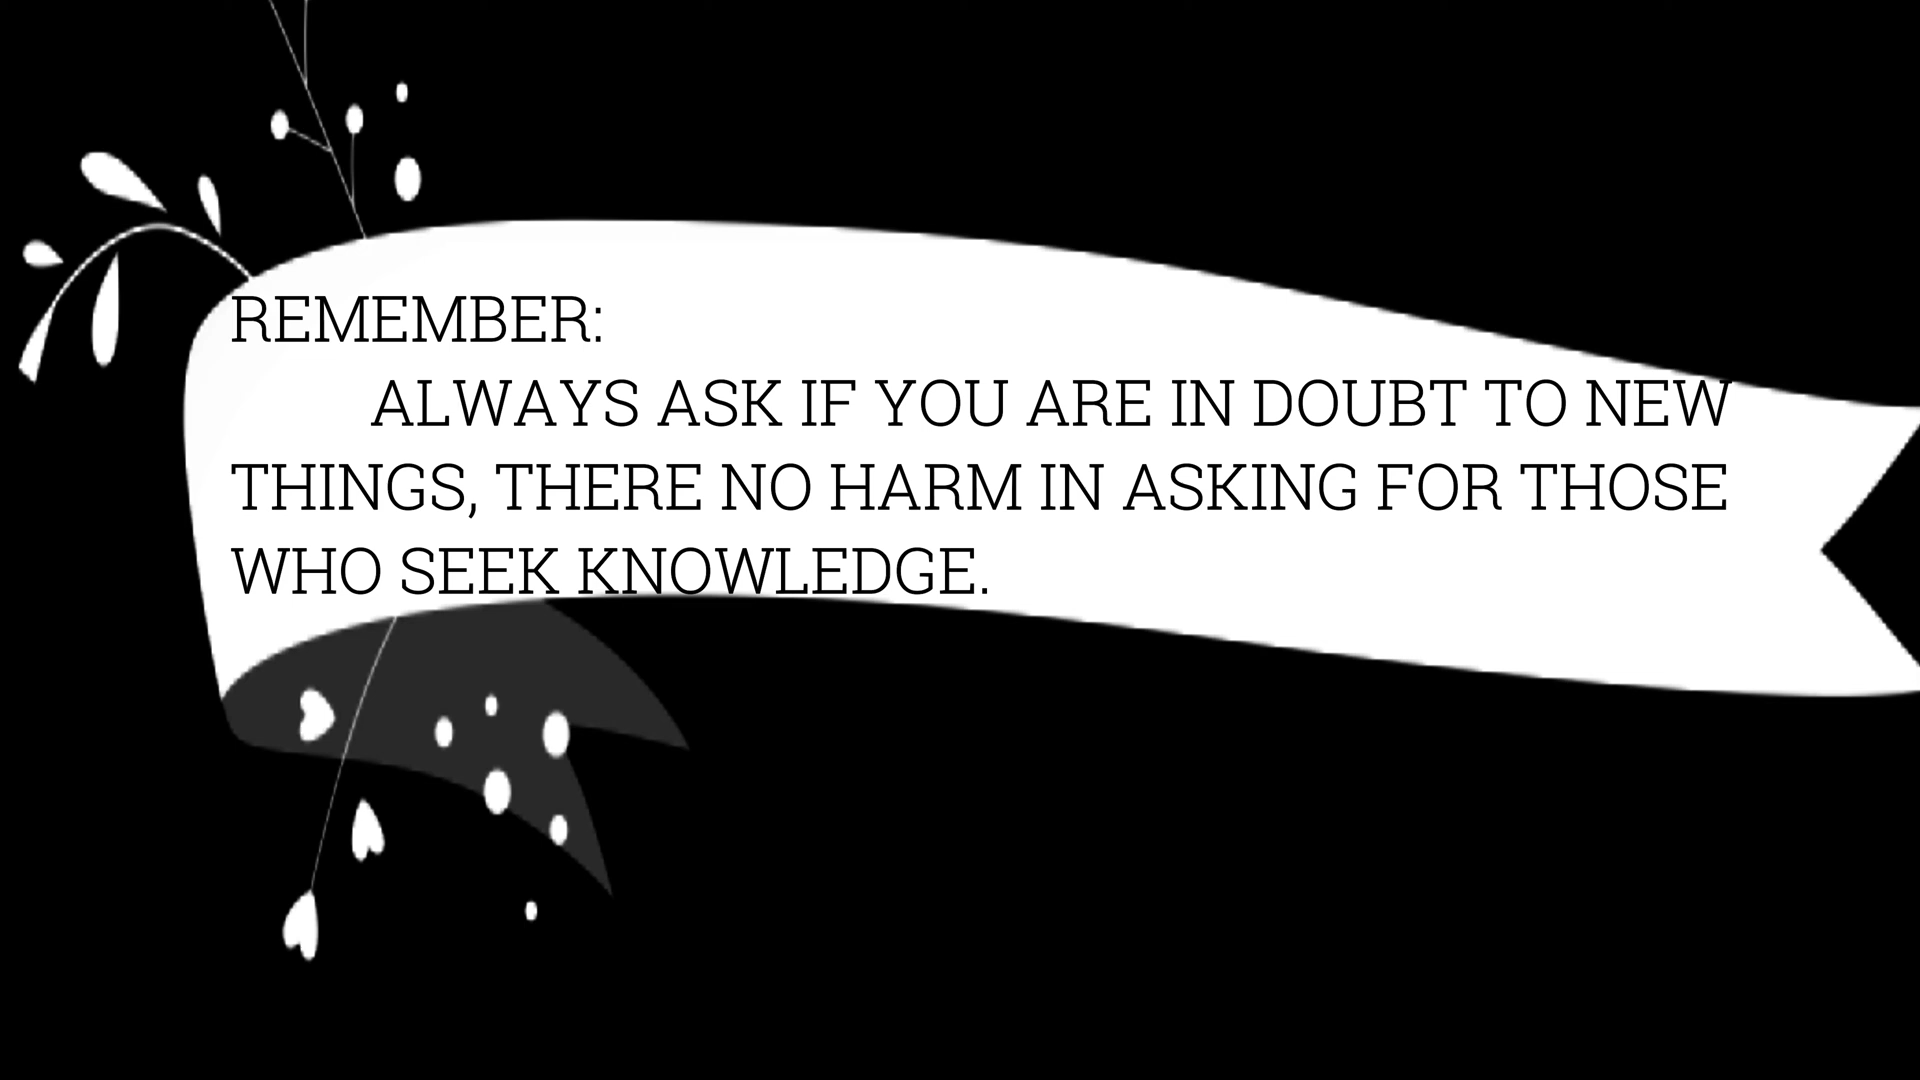 REMEMBER:
ALWAYS ASK IF YOU ARE IN DOUBT TO NEW
THINGS, THERE NO HARM IN ASKING FOR THOSE
WHO SEEK KNOWLEDGE.